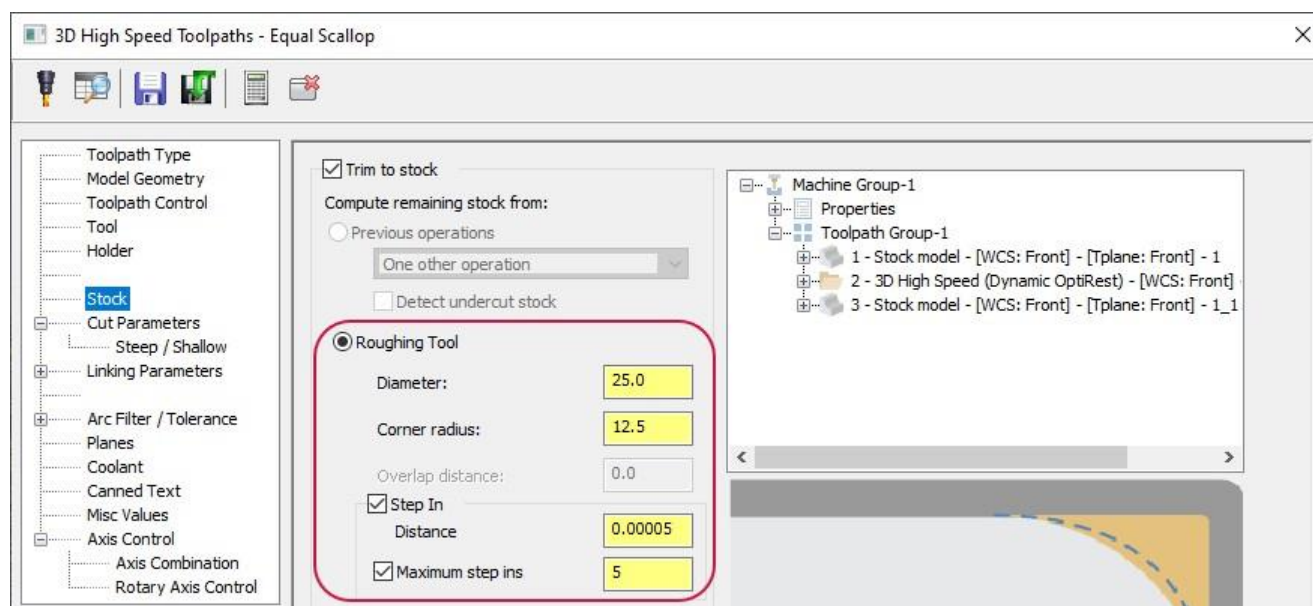 3D High Speed Toolpaths - Equal Scallop
Toolpath Type
Model Geometry
Toolpath Control
Tool
Holder
Stock
Cut Parameters
Steep / Shallow
Linking Parameters
Arc Filter / Tolerance
Planes
Coolant
Canned Text
Misc Values
Axis Control
Axis Combination
Rotary Axis Control
Trim to stock
Compute remaining stock from:
Previous operations
One other operation
Detect undercut stock
Roughing Tool
Diameter: 25.0
Corner radius: 12.5
Overlap distance: 0.0
Step In
Distance 0.00005
Maximum step ins 5
Machine Group-1
Properties
Toolpath Group-1
1 - Stock model - [WCS: Front] - [Tplane: Front] - 1
2 - 3D High Speed (Dynamic OptiRest) - [WCS: Front]
3 - Stock model - [WCS: Front] - [Tplane: Front] - 1_1